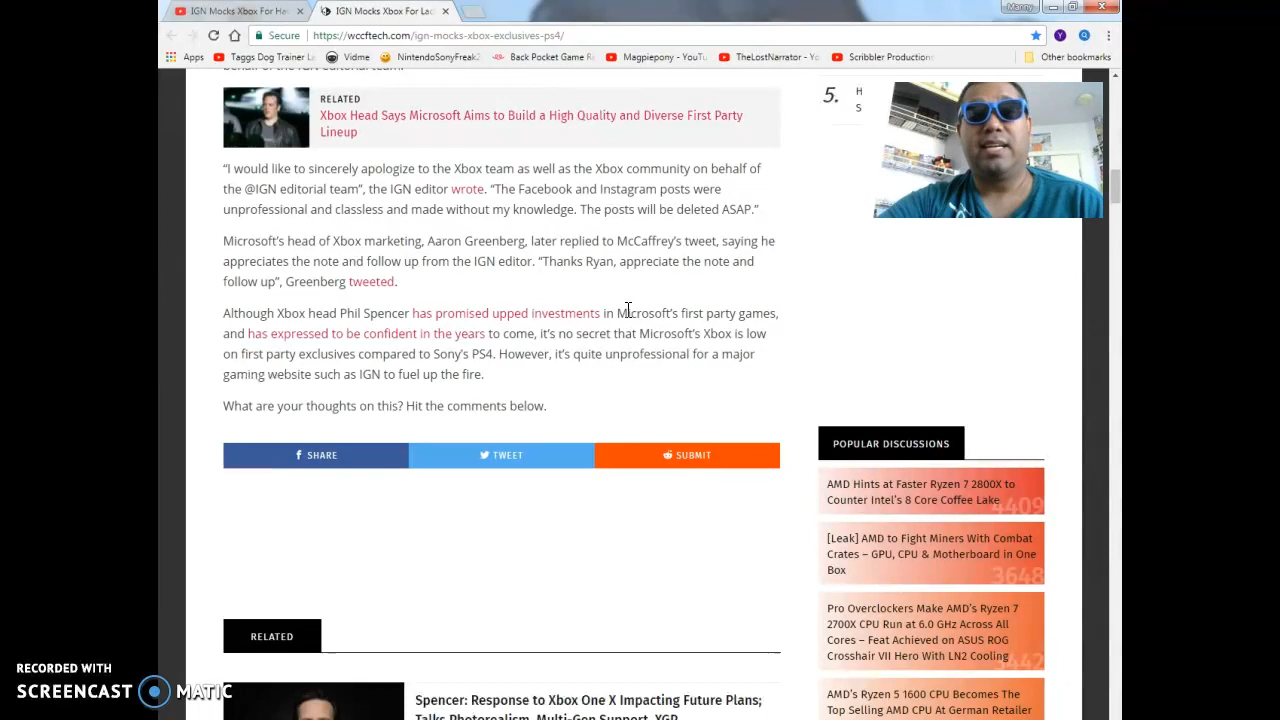 IGN Mocks Xbox For Ha
IGN Mocks Xbox For Lac
Manny
Secure
https://wccftech.com/ign-mocks-xbox-exclusives-ps4/
Apps
Taggs Dog Trainer L
Vidme
NintendoSonyFreak2
Back Pocket Game R
Magpiepony - YouTu
TheLostNarrator - Yo
Scribbler Productions
Other bookmarks
RELATED
Xbox Head Says Microsoft Aims to Build a High Quality and Diverse First Party
Lineup
“I would like to sincerely apologize to the Xbox team as well as the Xbox community on behalf of
the @IGN editorial team”, the IGN editor wrote. “The Facebook and Instagram posts were
unprofessional and classless and made without my knowledge. The posts will be deleted ASAP.”
Microsoft’s head of Xbox marketing, Aaron Greenberg, later replied to McCaffrey’s tweet, saying he
appreciates the note and follow up from the IGN editor. “Thanks Ryan, appreciate the note and
follow up”, Greenberg tweeted.
Although Xbox head Phil Spencer has promised upped investments in Microsoft’s first party games,
and has expressed to be confident in the years to come, it’s no secret that Microsoft’s Xbox is low
on first party exclusives compared to Sony’s PS4. However, it’s quite unprofessional for a major
gaming website such as IGN to fuel up the fire.
What are your thoughts on this? Hit the comments below.
SHARE
TWEET
SUBMIT
RELATED
Spencer: Response to Xbox One X Impacting Future Plans;
Talks Photorealism, Multi-Gen Support, XGP
5.
H
S
POPULAR DISCUSSIONS
AMD Hints at Faster Ryzen 7 2800X to
Counter Intel’s 8 Core Coffee Lake
4409
[Leak] AMD to Fight Miners With Combat
Crates – GPU, CPU & Motherboard in One
Box
3648
Pro Overclockers Make AMD’s Ryzen 7
2700X CPU Run at 6.0 GHz Across All
Cores – Feat Achieved on ASUS ROG
Crosshair VII Hero With LN2 Cooling
3442
AMD’s Ryzen 5 1600 CPU Becomes The
Top Selling AMD CPU At German Retailer
RECORDED WITH
SCREENCAST MATIC